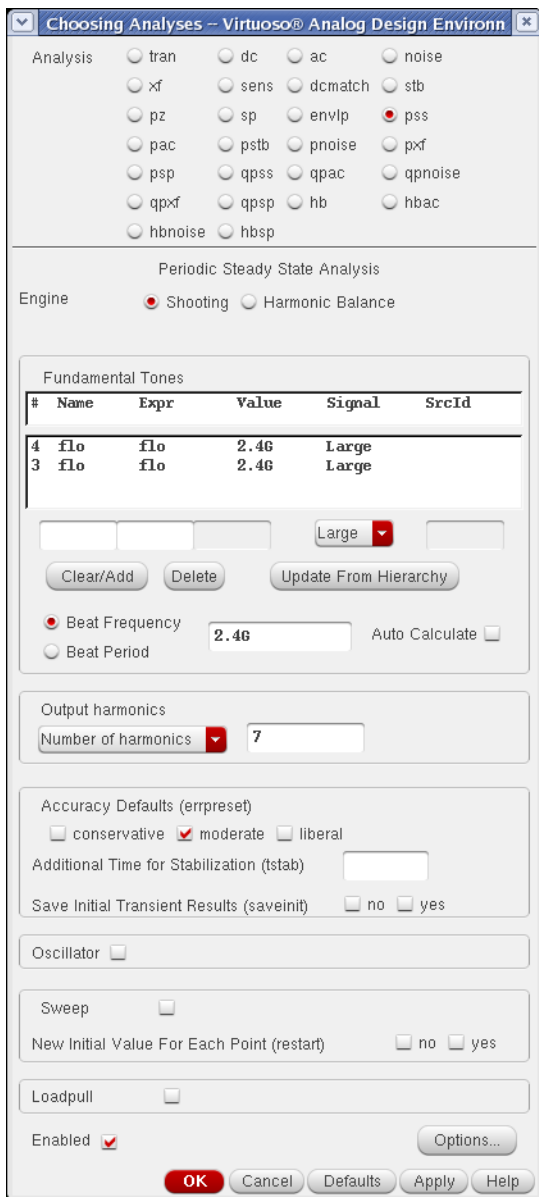 Choosing Analyses -- Virtuoso® Analog Design Environn
Analysis tran dc ac noise
xf sens dcmatch stb
pz sp envlp pss
pac pstb pnoise pxf
psp qpss qpac qpnoise
qpxf qpsp hb hbac
hbnoise hbsp
Periodic Steady State Analysis
Engine Shooting Harmonic Balance
Fundamental Tones
# Name Expr Value Signal SrcId
4 flo flo 2.4G Large
3 flo flo 2.4G Large
Large
Clear/Add Delete Update From Hierarchy
Beat Frequency 2.4G Auto Calculate
Beat Period
Output harmonics
Number of harmonics 7
Accuracy Defaults (errpreset)
conservative moderate liberal
Additional Time for Stabilization (tstab)
Save Initial Transient Results (saveinit) no yes
Oscillator
Sweep
New Initial Value For Each Point (restart) no yes
Loadpull
Enabled Options...
OK Cancel Defaults Apply Help